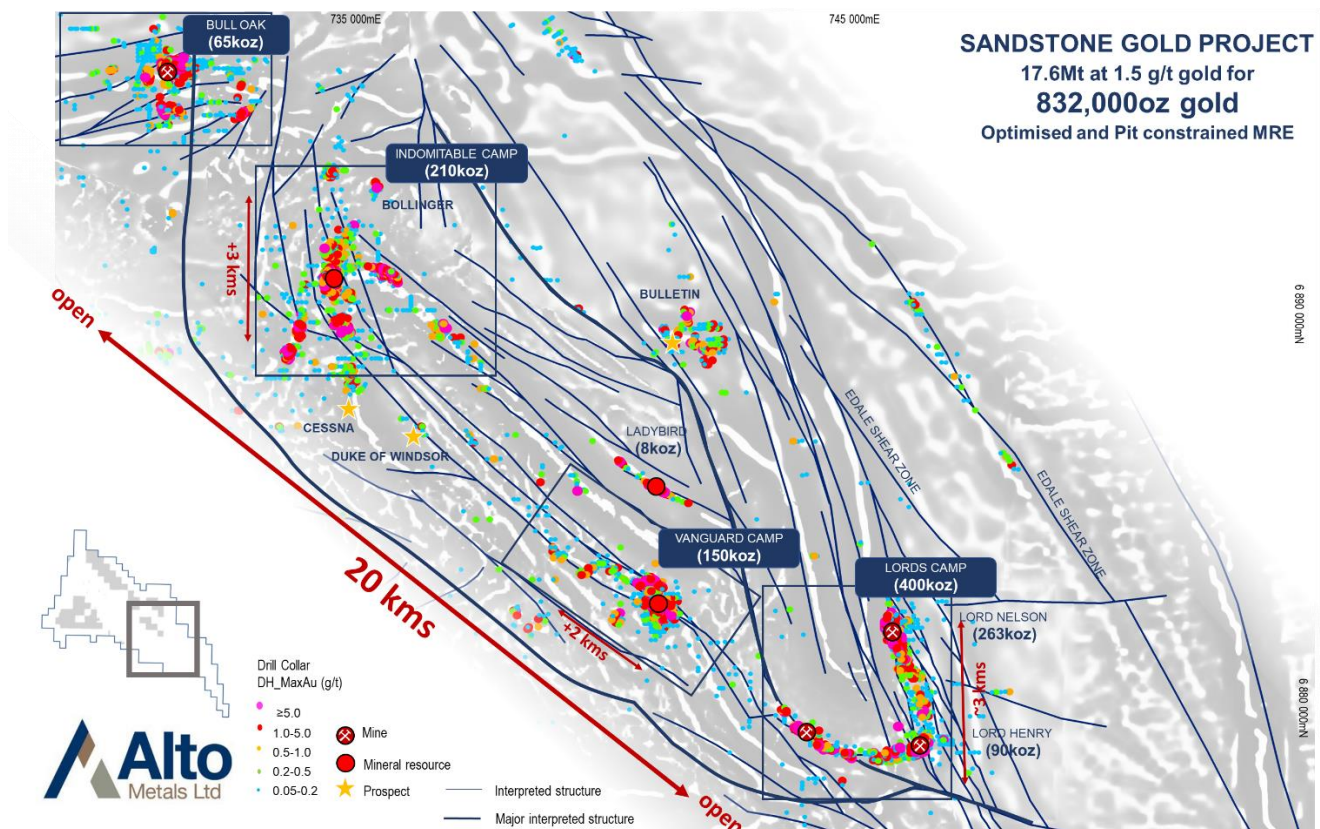 735 000mE
745 000mE
BULL OAK
(65koz)
SANDSTONE GOLD PROJECT
17.6Mt at 1.5 g/t gold for
832,000oz gold
Optimised and Pit constrained MRE
INDOMITABLE CAMP
(210koz)
BOLLINGER
+3 kms
open
BULLETIN
6 890 000mN
CESSNA
DUKE OF WINDSOR
LADYBIRD
(8koz)
EDALE SHEAR ZONE
EDALE SHEAR ZONE
20 kms
VANGUARD CAMP
(150koz)
+2 kms
LORDS CAMP
(400koz)
LORD NELSON
(263koz)
~3 kms
LORD HENRY
(90koz)
6 880 000mN
open
Drill Collar
DH_MaxAu (g/t)
≥5.0
1.0-5.0
0.5-1.0
0.2-0.5
0.05-0.2
Mine
Mineral resource
Prospect
Interpreted structure
Major interpreted structure
Alto
Metals Ltd